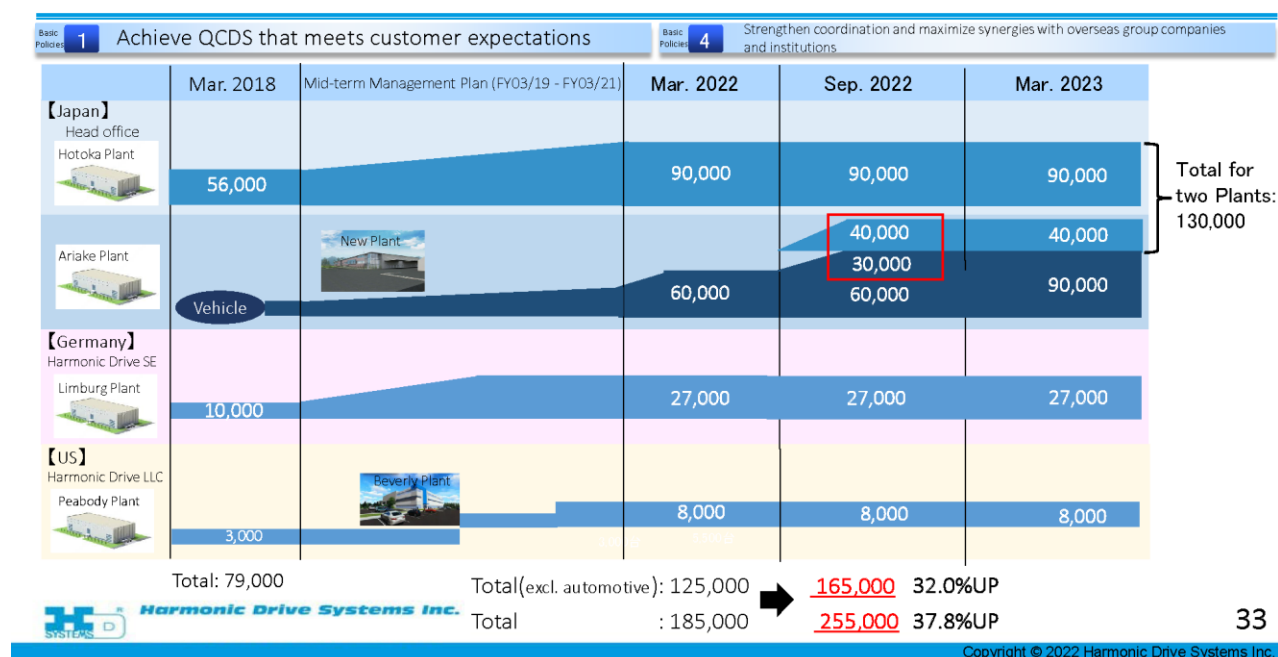 Basic
Policies
1
Achieve QCDS that meets customer expectations
Basic
Policies
4
Strengthen coordination and maximize synergies with overseas group companies
and institutions
Mar. 2018
Mid-term Management Plan (FY03/19 - FY03/21)
Mar. 2022
Sep. 2022
Mar. 2023
【Japan】
Head office
Hotoka Plant
56,000
90,000
90,000
90,000
Total for
two Plants:
130,000
Ariake Plant
New Plant
Vehicle
40,000
40,000
30,000
60,000
60,000
90,000
【Germany】
Harmonic Drive SE
Limburg Plant
10,000
27,000
27,000
27,000
【US】
Harmonic Drive LLC
Peabody Plant
Beverly Plant
3,000
8,000
8,000
8,000
Total: 79,000
Total(excl. automotive): 125,000
165,000 32.0%UP
Total : 185,000
255,000 37.8%UP
HD SYSTEMS ®
Harmonic Drive Systems Inc.
33
Copyright © 2022 Harmonic Drive Systems Inc.